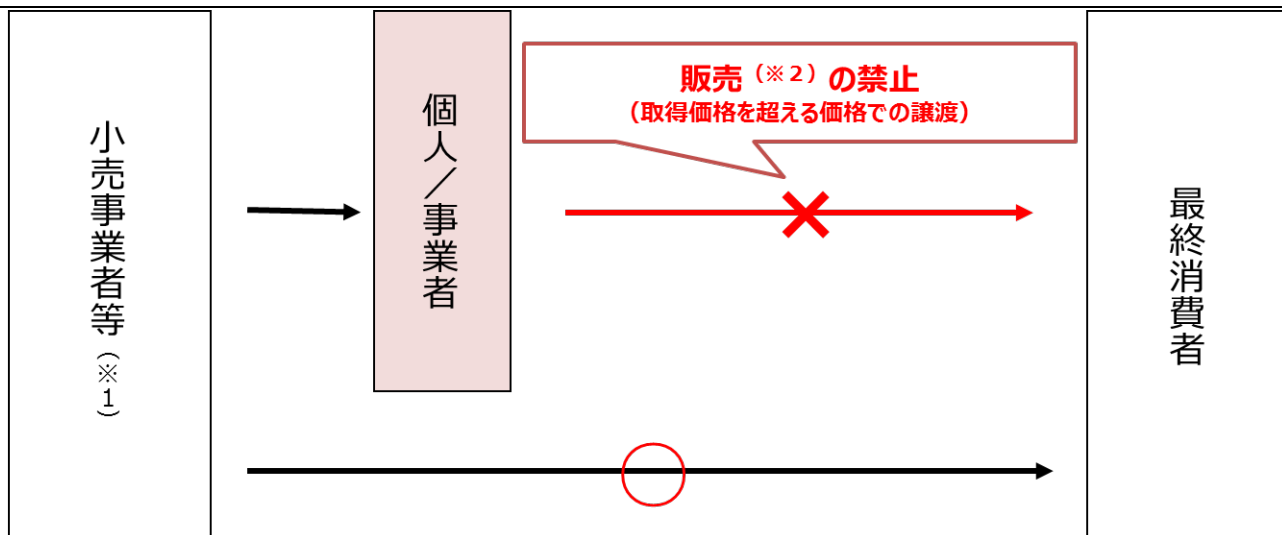 小売事業者等(※1)
個人/事業者
販売(※2)の禁止
(取得価格を超える価格での譲渡)
最終消費者